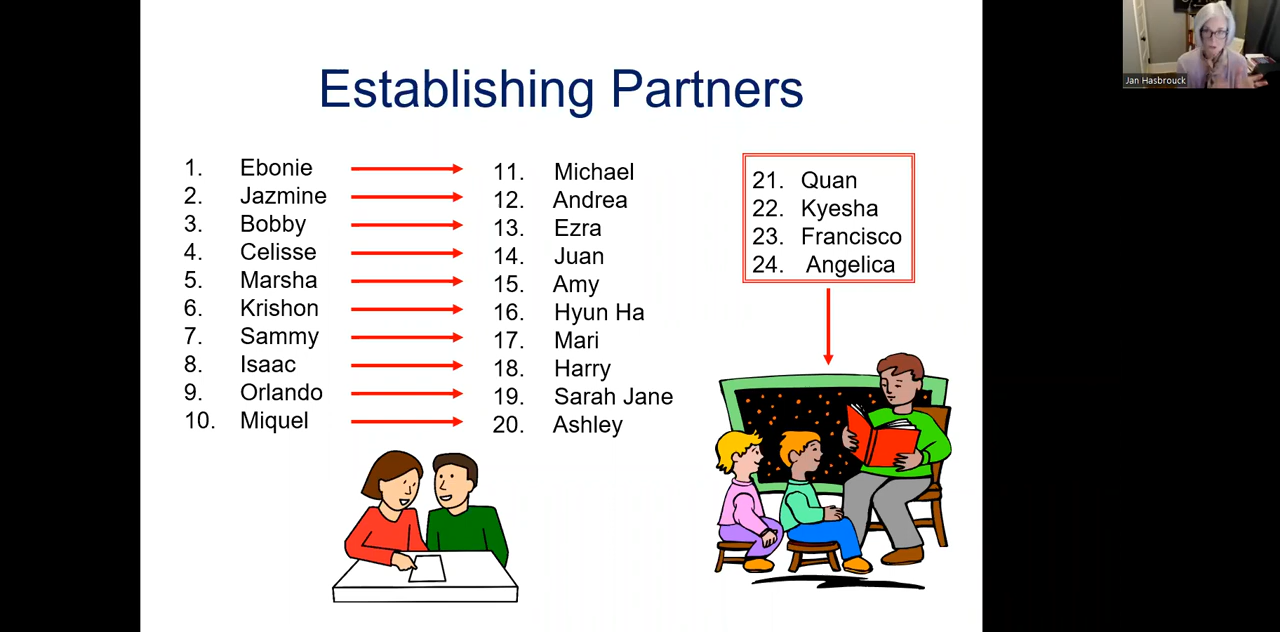 Establishing Partners
1. Ebonie
2. Jazmine
3. Bobby
4. Celisse
5. Marsha
6. Krishon
7. Sammy
8. Isaac
9. Orlando
10. Miquel
11. Michael
12. Andrea
13. Ezra
14. Juan
15. Amy
16. Hyun Ha
17. Mari
18. Harry
19. Sarah Jane
20. Ashley
21. Quan
22. Kyesha
23. Francisco
24. Angelica
Jan Hasbrouck